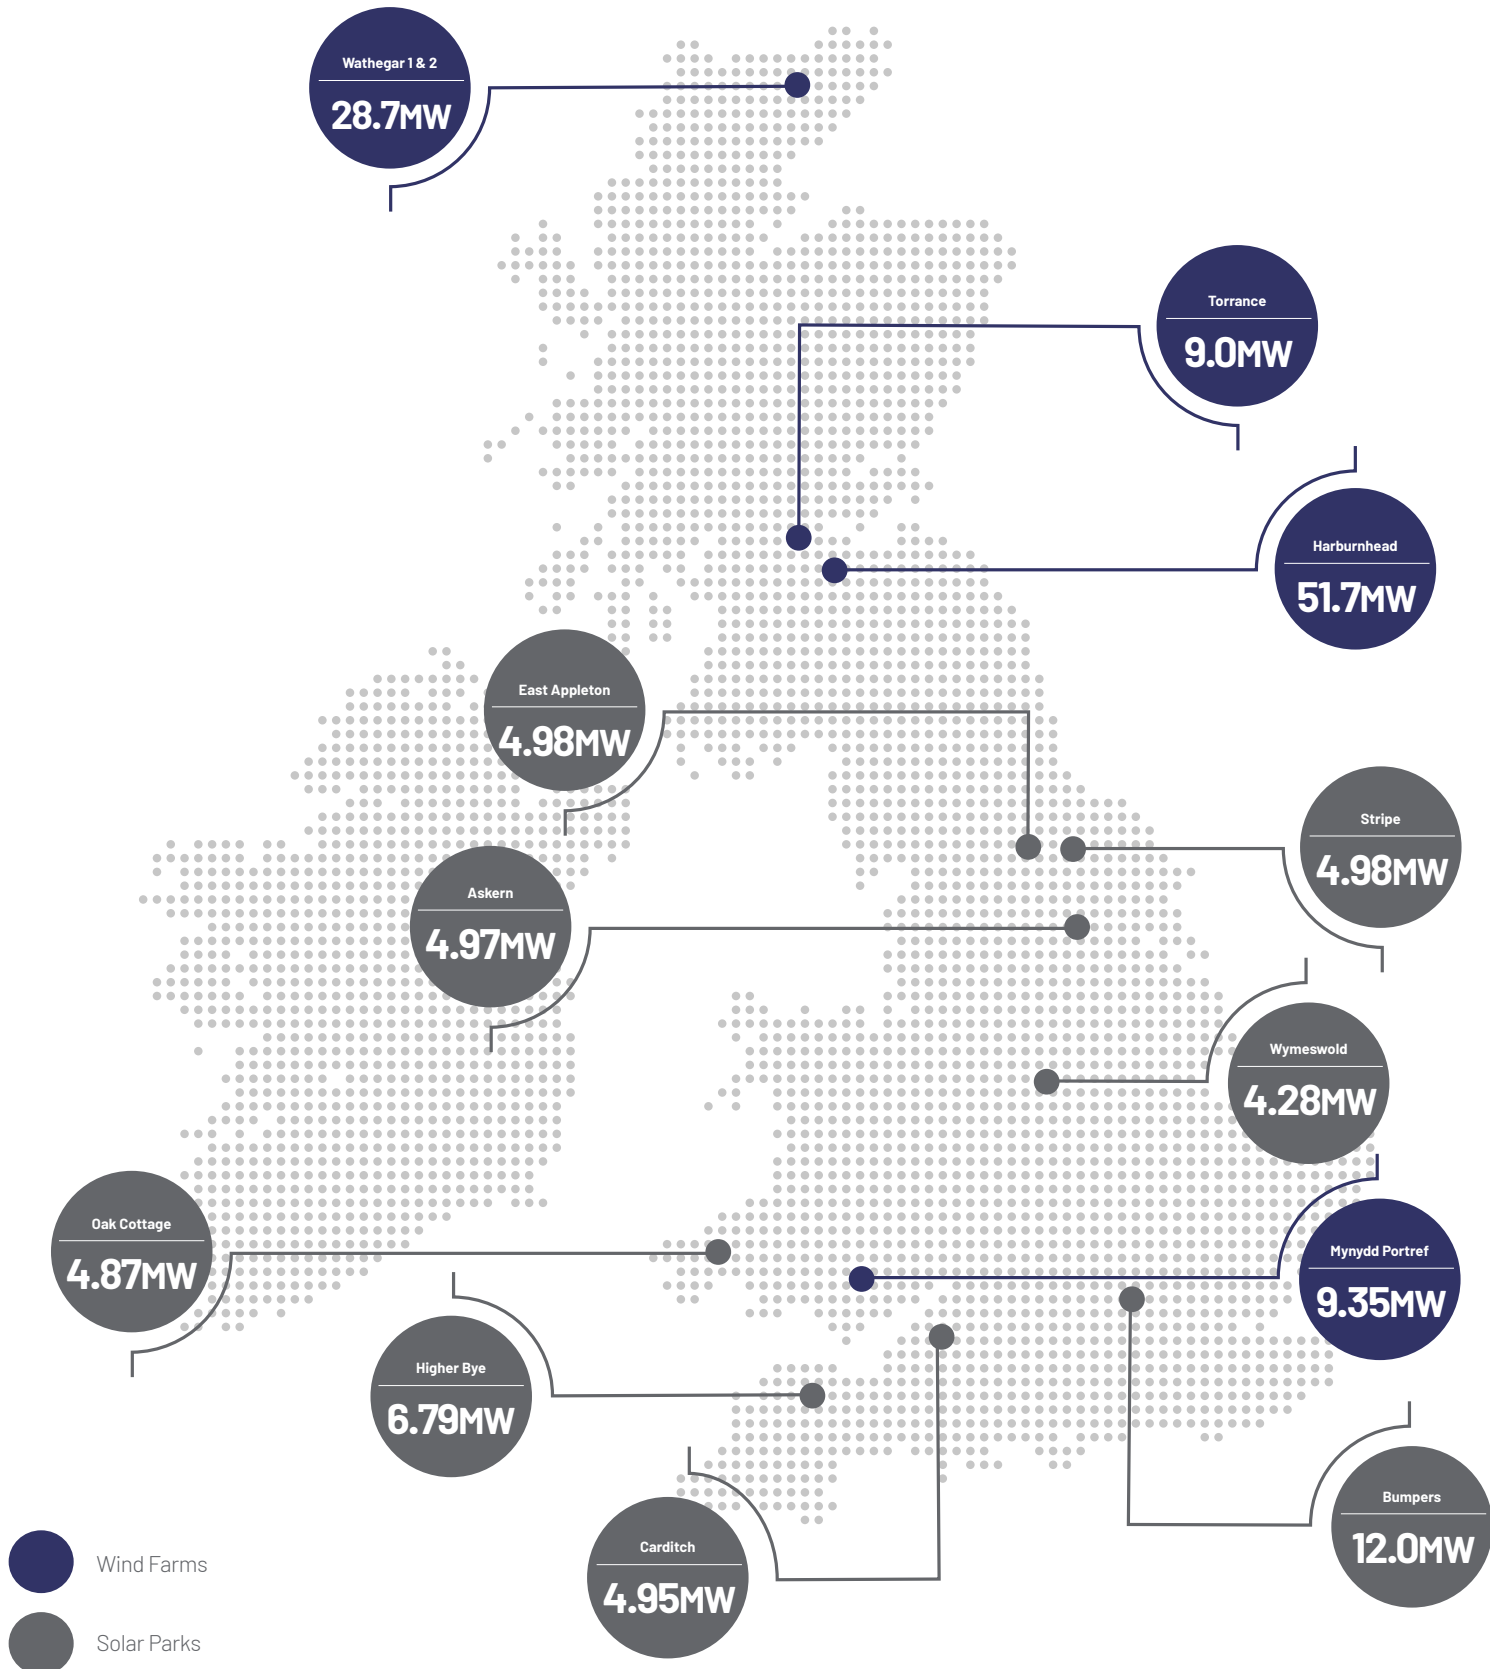 Wathegar 1 & 2
28.7MW
Torrance
9.0MW
Harburnhead
51.7MW
East Appleton
4.98MW
Stripe
4.98MW
Askern
4.97MW
Wymeswold
4.28MW
Oak Cottage
4.87MW
Mynydd Portref
9.35MW
Higher Bye
6.79MW
Bumpers
12.0MW
Carditch
4.95MW
Wind Farms
Solar Parks